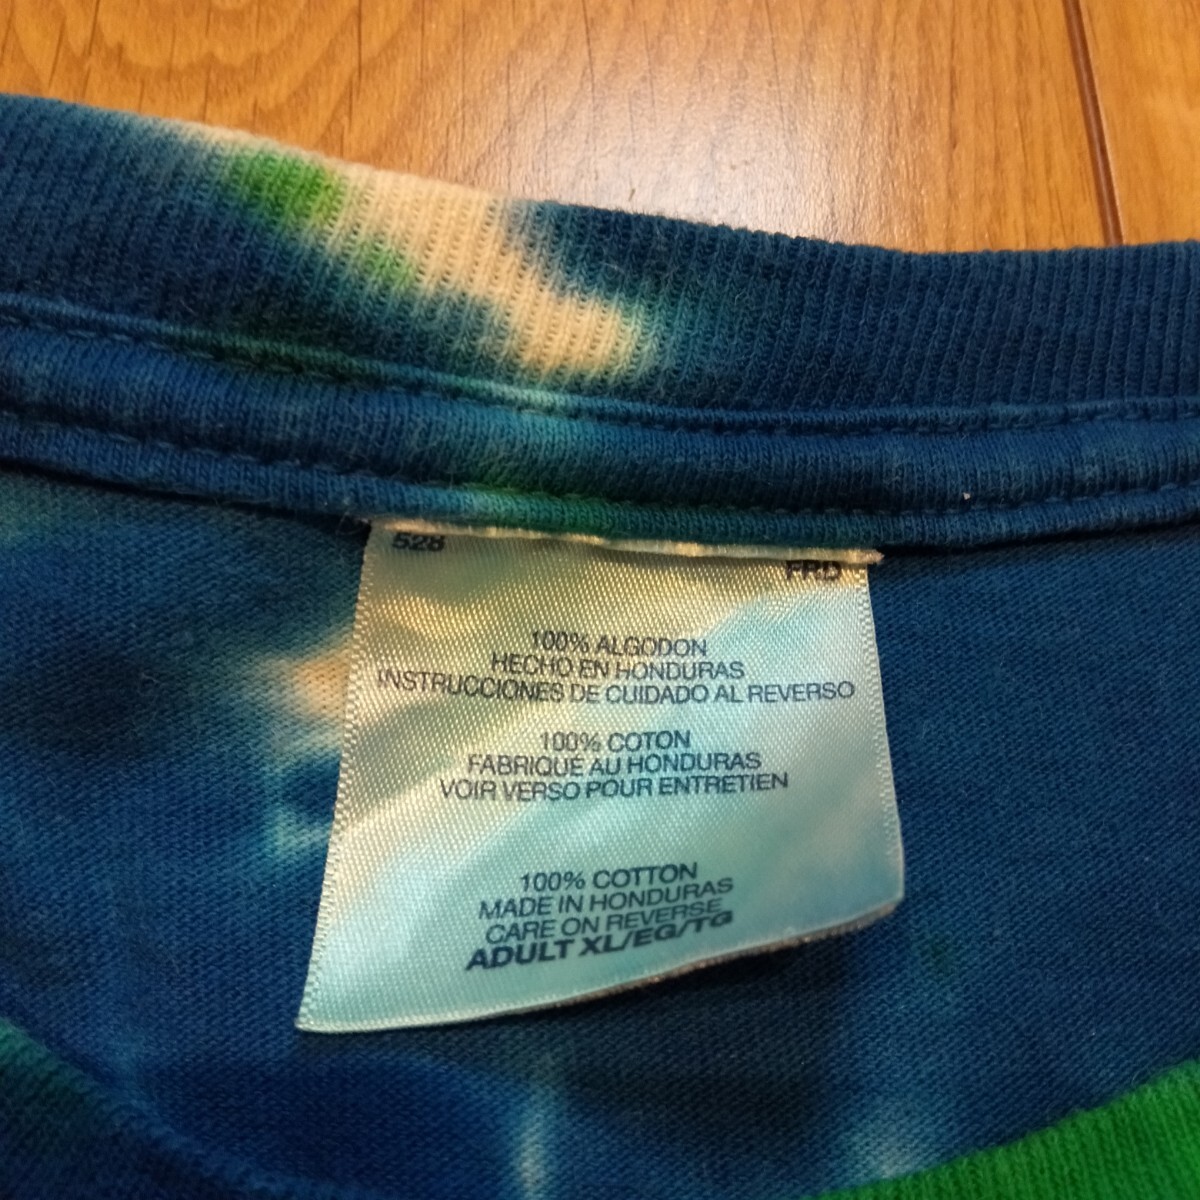 528
FRD
100% ALGODON
HECHO EN HONDURAS
INSTRUCCIONES DE CUIDADO AL REVERSO
100% COTON
FABRIQUE AU HONDURAS
VOIR VERSO POUR ENTRETIEN
100% COTTON
MADE IN HONDURAS
CARE ON REVERSE
ADULT XL/EG/TG